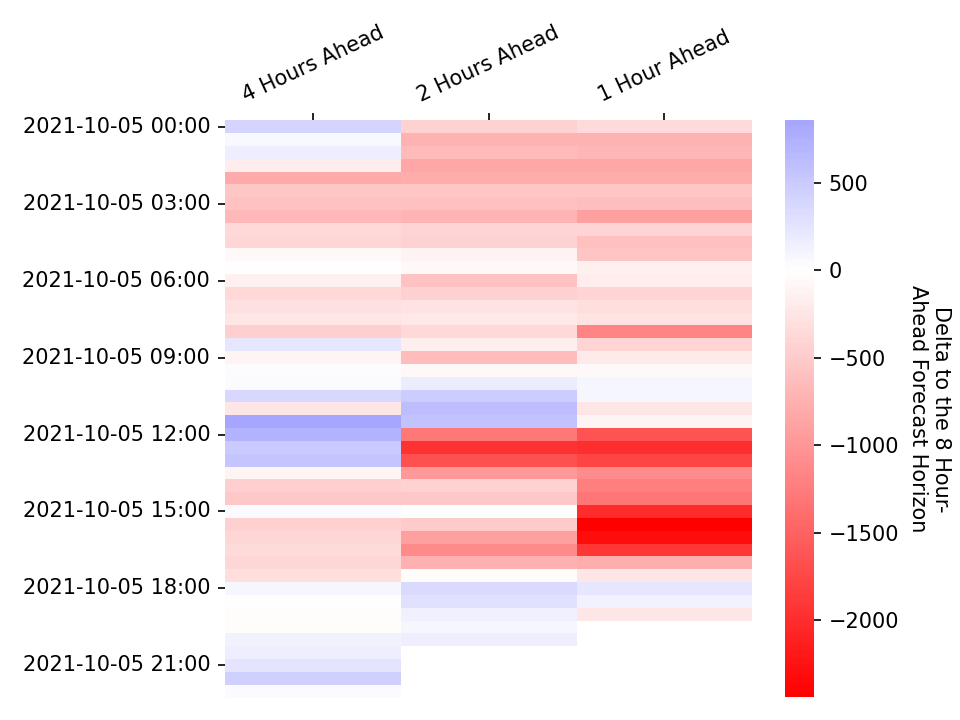 4 Hours Ahead
2 Hours Ahead
1 Hour Ahead
2021-10-05 00:00
2021-10-05 03:00
2021-10-05 06:00
2021-10-05 09:00
2021-10-05 12:00
2021-10-05 15:00
2021-10-05 18:00
2021-10-05 21:00
500
0
−500
−1000
−1500
−2000
Delta to the 8 Hour-
Ahead Forecast Horizon